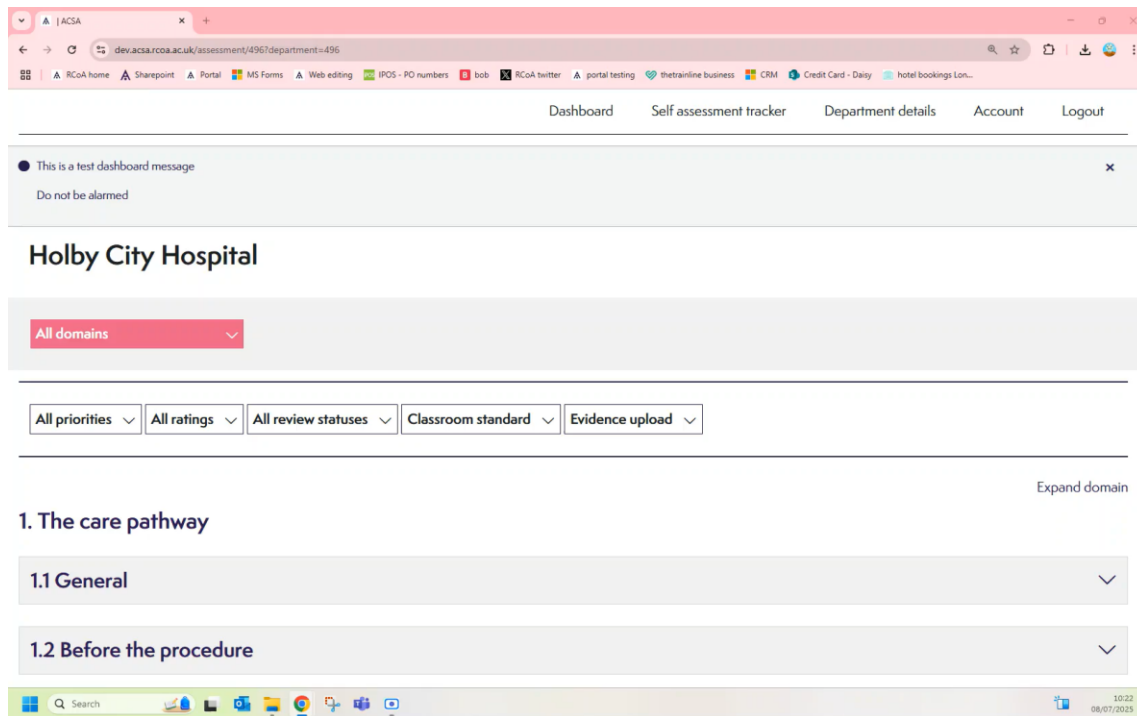 | ACSA
dev.acsa.rcoa.ac.uk/assessment/496?department=496
RCoA home Sharepoint Portal MS Forms Web editing IPOS - PO numbers bob RCoA twitter portal testing thetrainline business CRM Credit Card - Daisy hotel bookings Lon...
Dashboard Self assessment tracker Department details Account Logout
This is a test dashboard message
Do not be alarmed
Holby City Hospital
All domains
All priorities All ratings All review statuses Classroom standard Evidence upload
Expand domain
1. The care pathway
1.1 General
1.2 Before the procedure
Search
10:22
08/07/2025